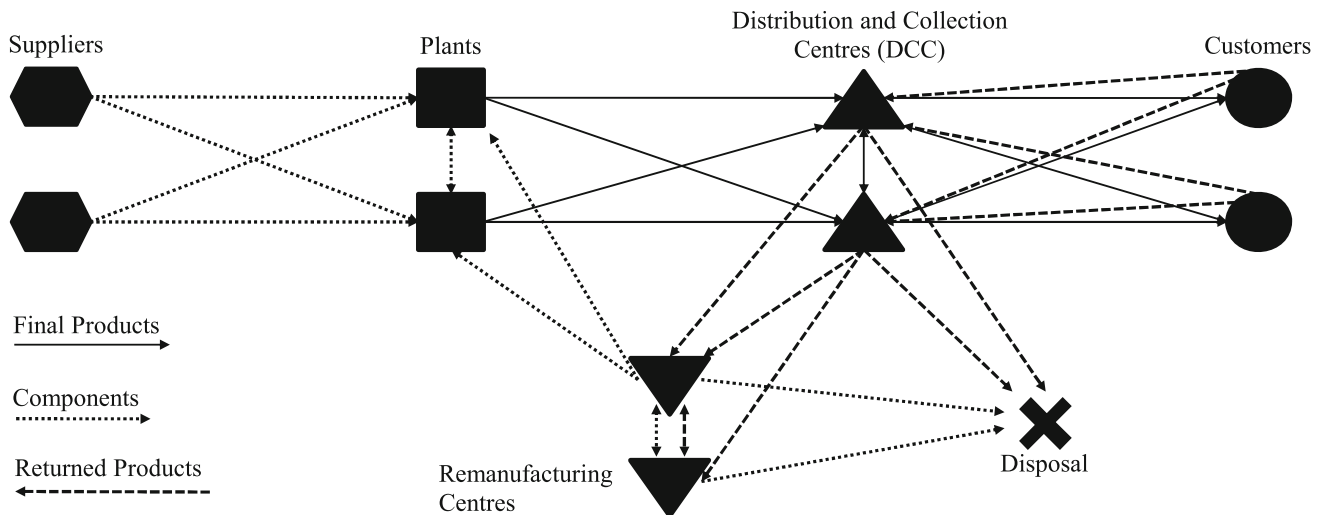 Suppliers
Plants
Distribution and Collection
Centres (DCC)
Customers
Final Products
Components
Returned Products
Remanufacturing
Centres
Disposal